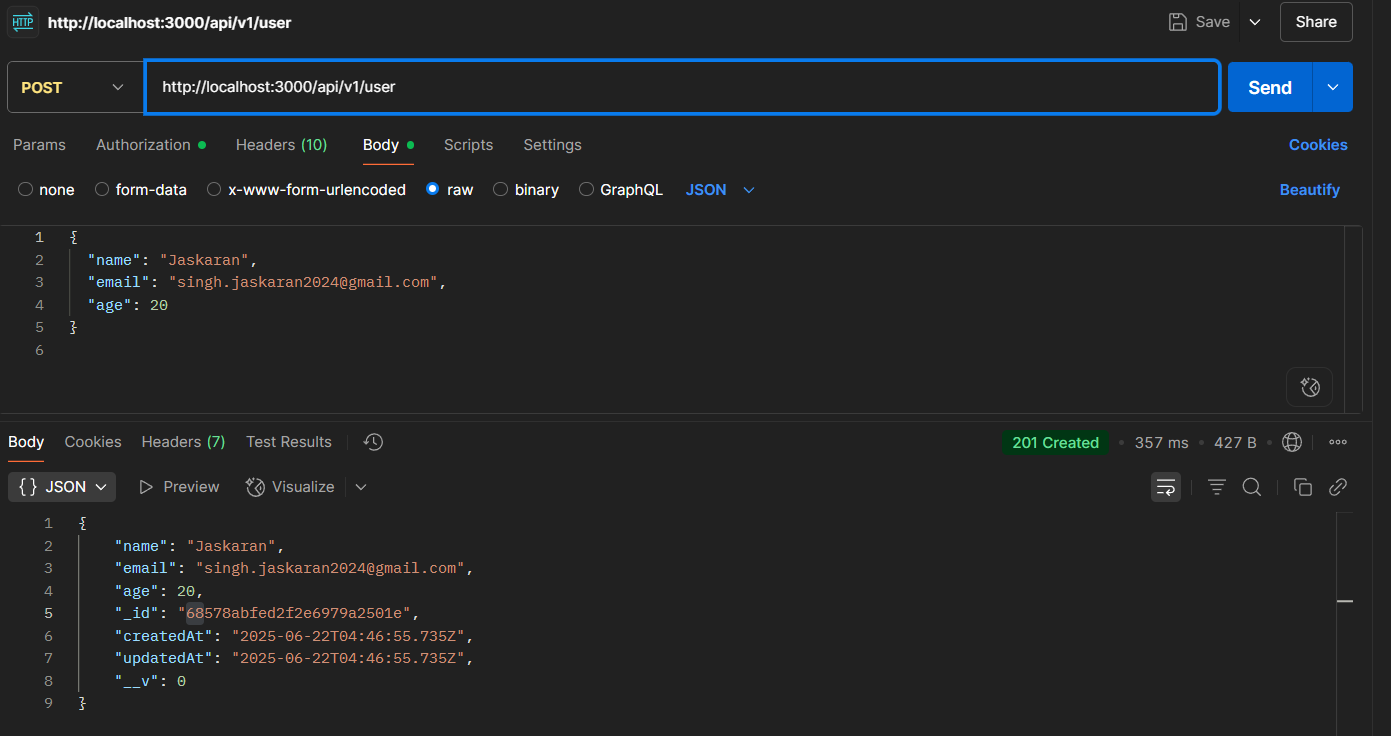 HTTP http://localhost:3000/api/v1/user Save Share
POST http://localhost:3000/api/v1/user Send
Params Authorization Headers (10) Body Scripts Settings Cookies
none form-data x-www-form-urlencoded raw binary GraphQL JSON Beautify
1 {
2 "name": "Jaskaran",
3 "email": "singh.jaskaran2024@gmail.com",
4 "age": 20
5 }
6
Body Cookies Headers (7) Test Results 201 Created • 357 ms • 427 B •
{} JSON Preview Visualize
1 {
2 "name": "Jaskaran",
3 "email": "singh.jaskaran2024@gmail.com",
4 "age": 20,
5 "_id": "68578abfed2f2e6979a2501e",
6 "createdAt": "2025-06-22T04:46:55.735Z",
7 "updatedAt": "2025-06-22T04:46:55.735Z",
8 "__v": 0
9 }